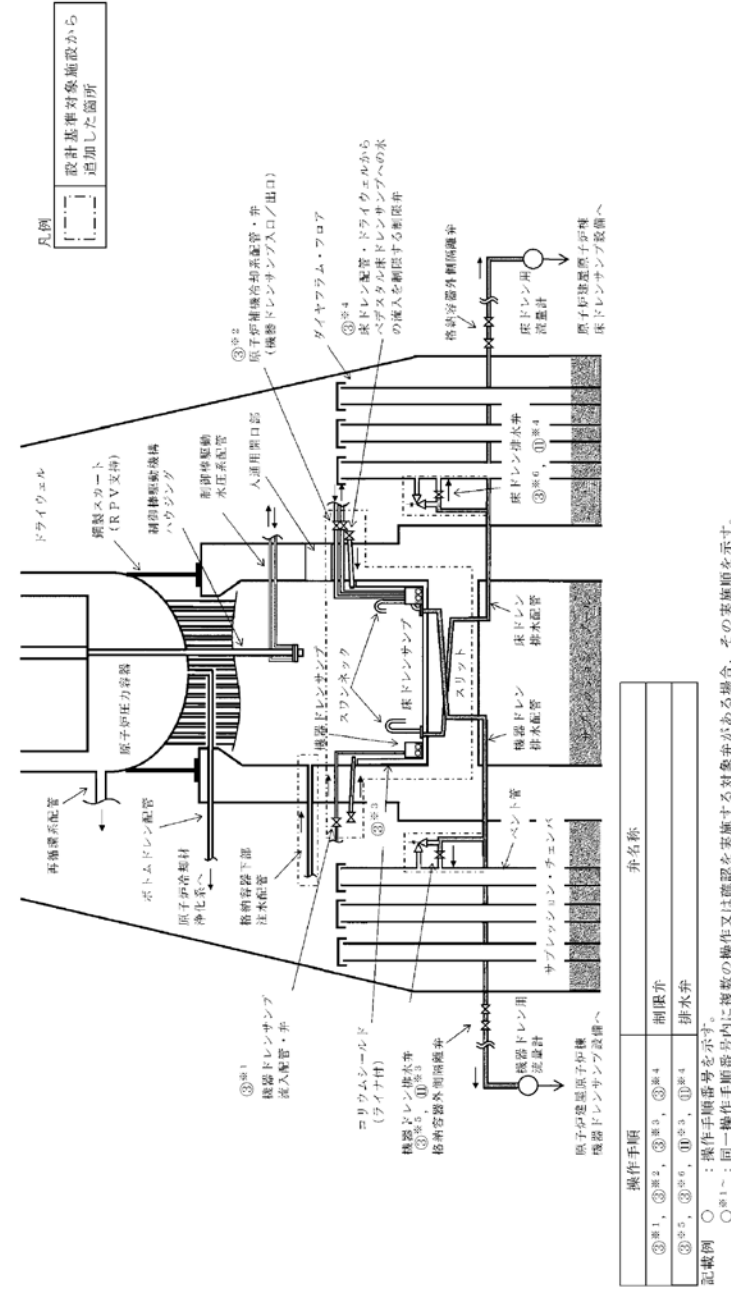 凡例
設計基準対象施設から
追加した箇所
ドライウェル
鋼製スカート
(RPV支持)
制御棒駆動機構
ハウジング
制御棒駆動
水圧系配管
人通用開口部
③※2
原子炉補機冷却系配管・弁
(機器ドレンサンプ入口/出口)
ダイヤフラム・フロア
③※4
床ドレン配管・ドライウェルから
ペデスタル床ドレンサンプへの水
の流入を制限する制限弁
格納容器外側隔離弁
床ドレン用
流量計
原子炉建屋原子炉棟
床ドレンサンプ設備へ
原子炉圧力容器
機器ドレンサンプ
スワンネック
床ドレンサンプ
スリット
床ドレン排水弁
③※6, ⑪※4
床ドレン
排水配管
機器ドレン
排水配管
再循環系配管
ボトムドレン配管
原子炉冷却材
浄化系へ
格納容器下部
注水配管
③※3
ベント管
サプレッション・チェンバ
サプレッション・プール
③※1
機器ドレンサンプ
流入配管・弁
コリウムシールド
(ライナ付)
機器ドレン排水弁
③※5, ⑪※3
格納容器外側隔離弁
機器ドレン用
流量計
原子炉建屋原子炉棟
機器ドレンサンプ設備へ
操作手順 弁名称
③※1, ③※2, ③※3, ③※4 制限弁
③※5, ③※6, ⑪※3, ⑪※4 排水弁
記載例 ○ :操作手順番号を示す。
○※1~ :同一操作手順番号内に複数の操作又は確認を実施する対象弁がある場合,その実施順を示す。